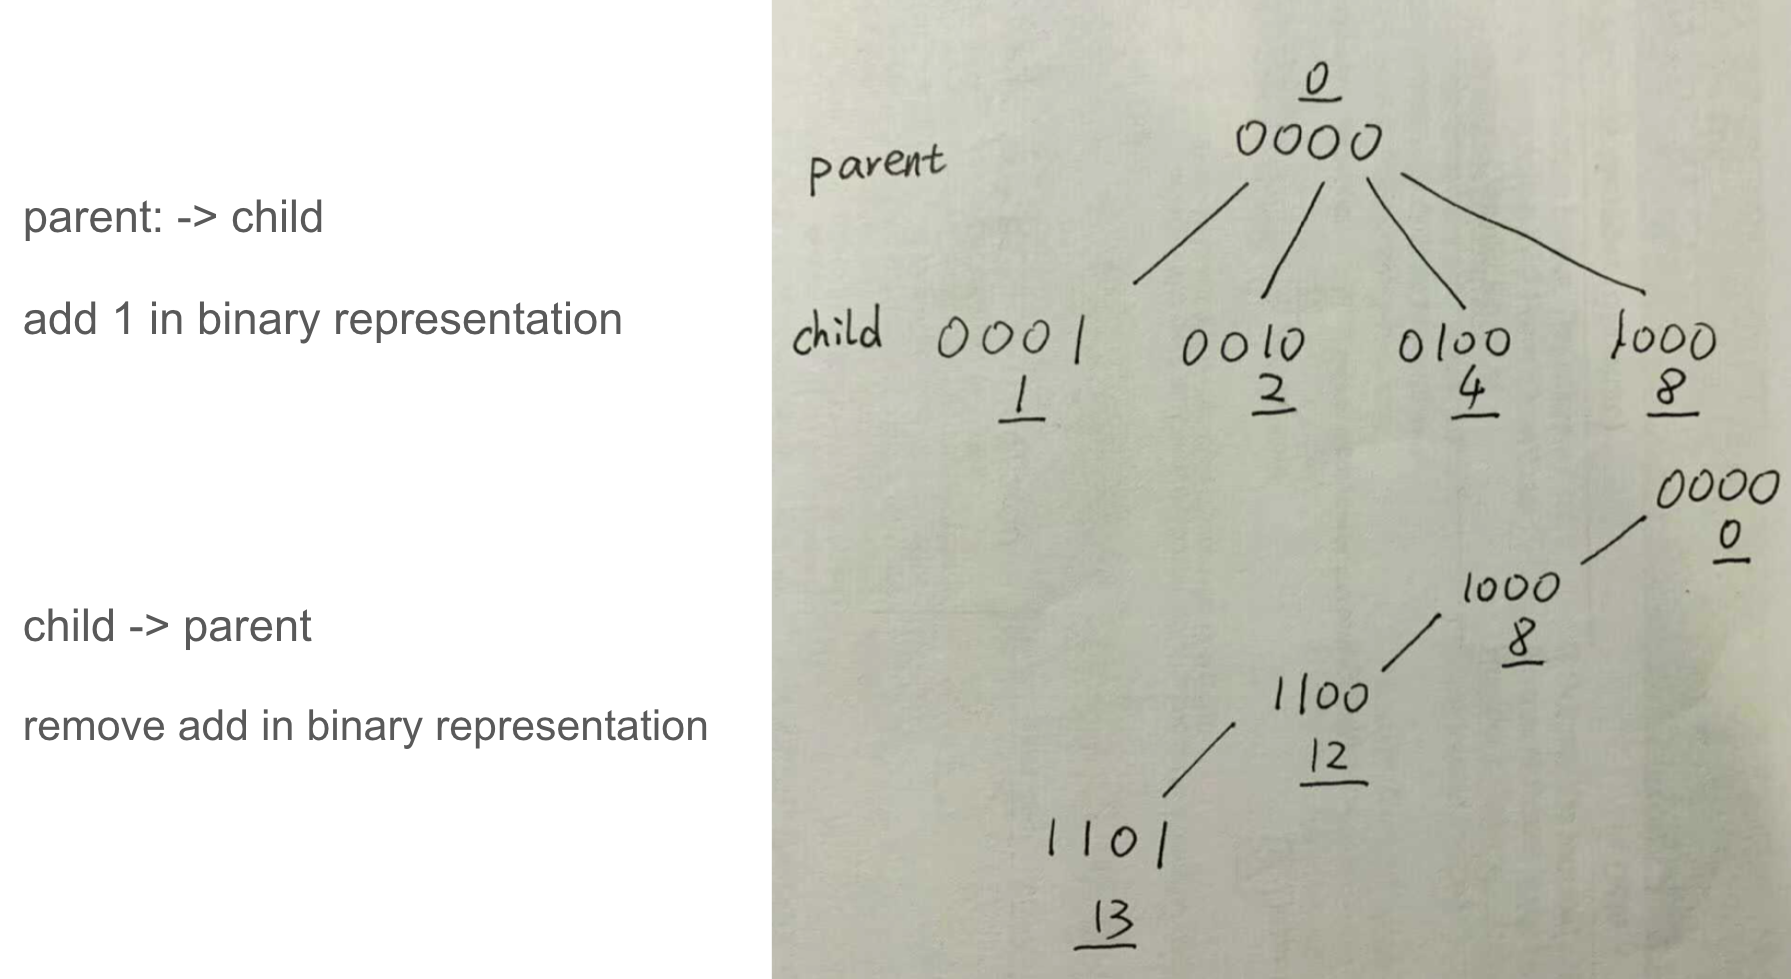 parent: -> child
add 1 in binary representation
child -> parent
remove add in binary representation
0
0000
parent
child 0001 0010 0100 1000
1 2 4 8
0000
0
1000
8
1100
12
1101
13